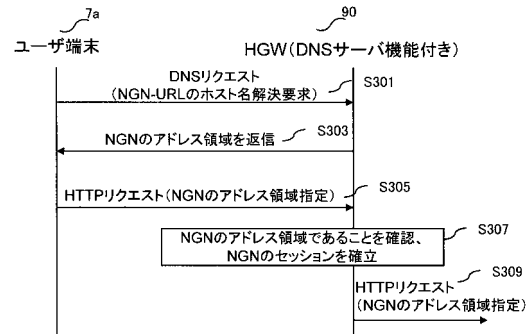 7a
90
ユーザ端末
HGW(DNSサーバ機能付き)
DNSリクエスト
(NGN-URLのホスト名解決要求)
S301
NGNのアドレス領域を返信
S303
HTTPリクエスト(NGNのアドレス領域指定)
S305
NGNのアドレス領域であることを確認、
NGNのセッションを確立
S307
HTTPリクエスト
(NGNのアドレス領域指定)
S309